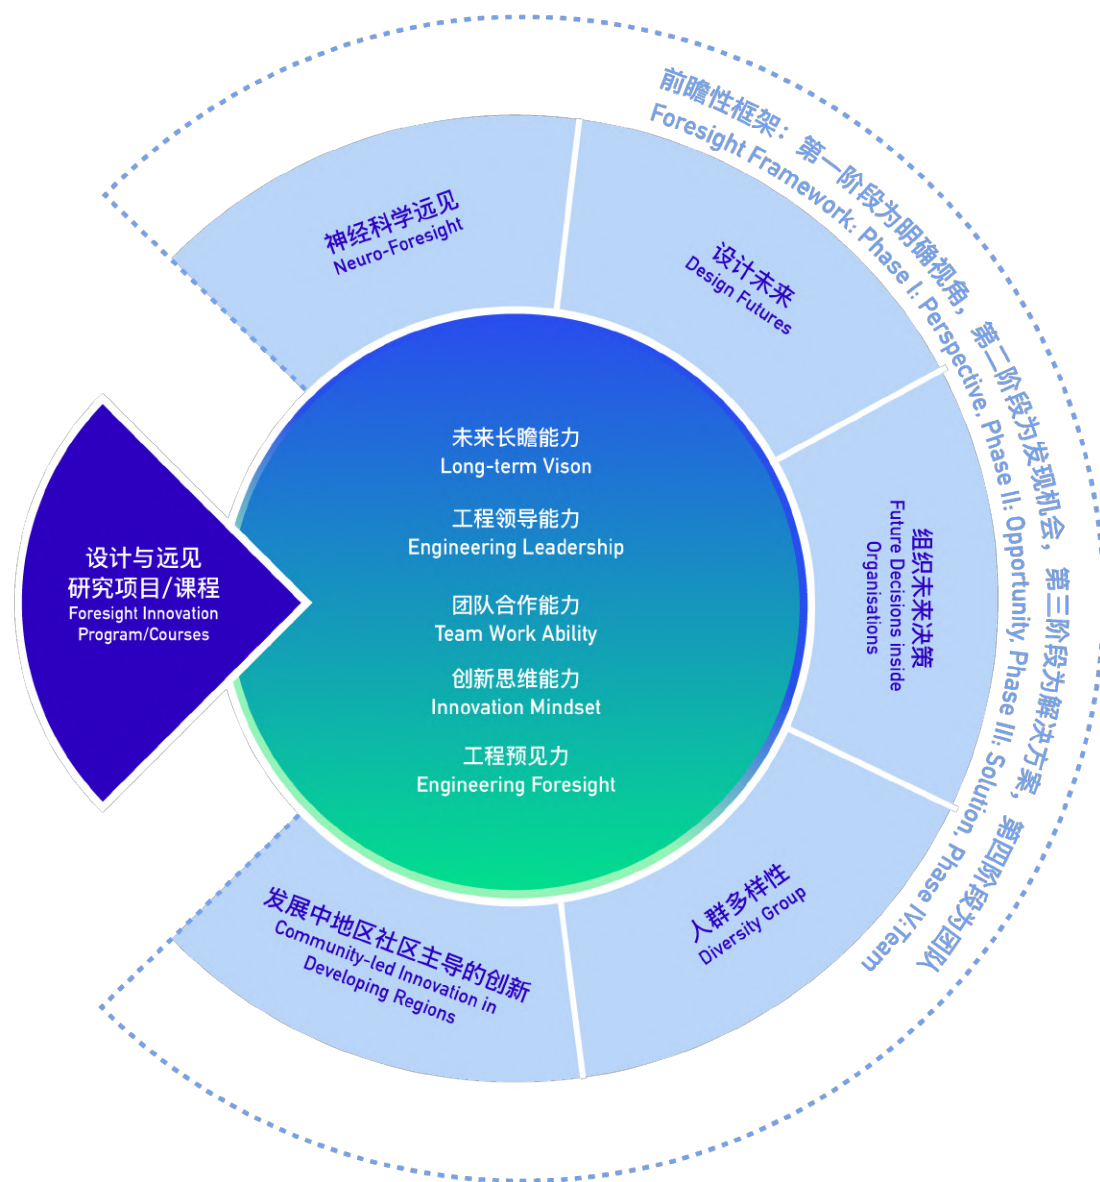 前瞻性框架：第一阶段为明确视角，第二阶段为发现机会，第三阶段为解决方案，第四阶段为团队
Foresight Framework: Phase I: Perspective, Phase II: Opportunity, Phase III: Solution, Phase IV:Team
神经科学远见
Neuro-Foresight
设计未来
Design Futures
组织未来决策
Future Decisions inside
Organisations
人群多样性
Diversity Group
发展中地区社区主导的创新
Community-led Innovation in
Developing Regions
设计与远见
研究项目/课程
Foresight Innovation
Program/Courses
未来长瞻能力
Long-term Vison
工程领导能力
Engineering Leadership
团队合作能力
Team Work Ability
创新思维能力
Innovation Mindset
工程预见力
Engineering Foresight